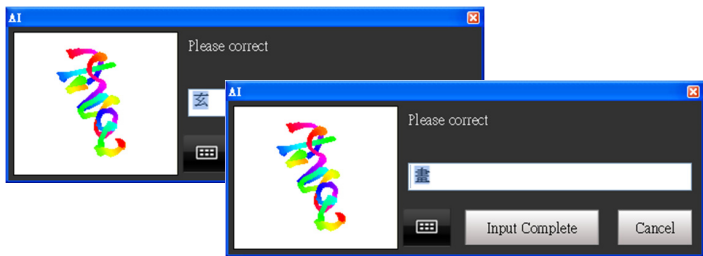 AI
Please correct
玄
AI
Please correct
畫
Input Complete
Cancel